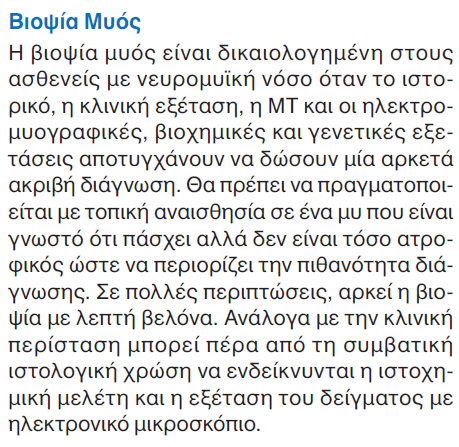 Βιοψία Μυός
Η βιοψία μυός είναι δικαιολογημένη στους
ασθενείς με νευρομυϊκή νόσο όταν το ιστο-
ρικό, η κλινική εξέταση, η ΜΤ και οι ηλεκτρο-
μυογραφικές, βιοχημικές και γενετικές εξε-
τάσεις αποτυγχάνουν να δώσουν μία αρκετά
ακριβή διάγνωση. Θα πρέπει να πραγματοποι-
είται με τοπική αναισθησία σε ένα μυ που είναι
γνωστό ότι πάσχει αλλά δεν είναι τόσο ατρο-
φικός ώστε να περιορίζει την πιθανότητα διά-
γνωσης. Σε πολλές περιπτώσεις, αρκεί η βιο-
ψία με λεπτή βελόνα. Ανάλογα με την κλινική
περίσταση μπορεί πέρα από τη συμβατική
ιστολογική χρώση να ενδείκνυνται η ιστοχη-
μική μελέτη και η εξέταση του δείγματος με
ηλεκτρονικό μικροσκόπιο.